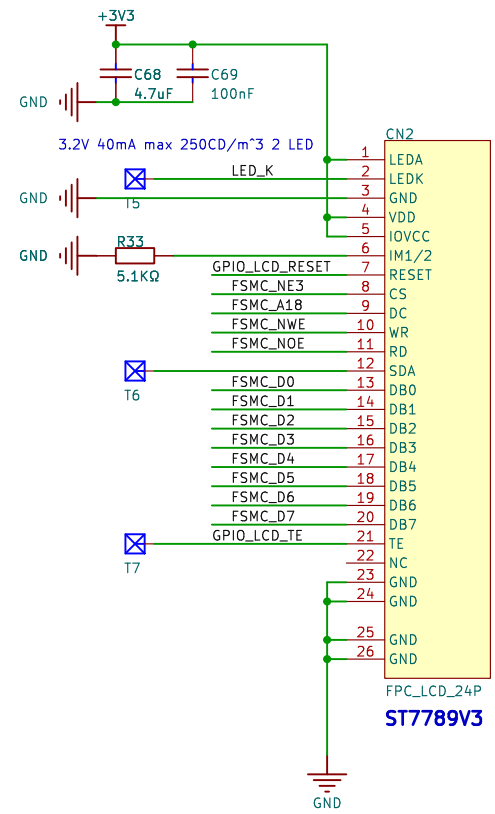 +3V3
C68
4.7uF
C69
100nF
GND
3.2V 40mA max 250CD/m^3 2 LED
CN2
LED_K
T5
GND
GND
R33
5.1KΩ
GPIO_LCD_RESET
FSMC_NE3
FSMC_A18
FSMC_NWE
FSMC_NOE
T6
FSMC_D0
FSMC_D1
FSMC_D2
FSMC_D3
FSMC_D4
FSMC_D5
FSMC_D6
FSMC_D7
GPIO_LCD_TE
T7
1 LEDA
2 LEDK
3 GND
4 VDD
5 IOVCC
6 IM1/2
7 RESET
8 CS
9 DC
10 WR
11 RD
12 SDA
13 DB0
14 DB1
15 DB2
16 DB3
17 DB4
18 DB5
19 DB6
20 DB7
21 TE
22 NC
23 GND
24 GND
25 GND
26 GND
FPC_LCD_24P
ST7789V3
GND